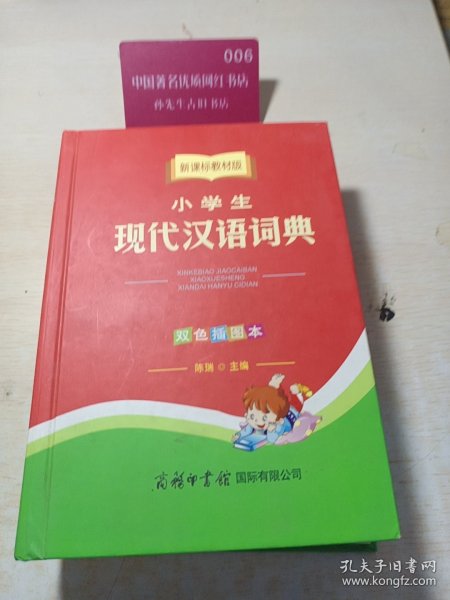 006
中国著名优质网红书店
孙先生古旧书店
新课标教材版
小学生
现代汉语词典
XINKEBIAO JIAOCAIBAN
XIAOXUESHENG
XIANDAI HANYU CIDIAN
双色插图本
陈瑞 ◎ 主编
商务印书馆 国际有限公司
孔夫子旧书网
www.kongfz.com